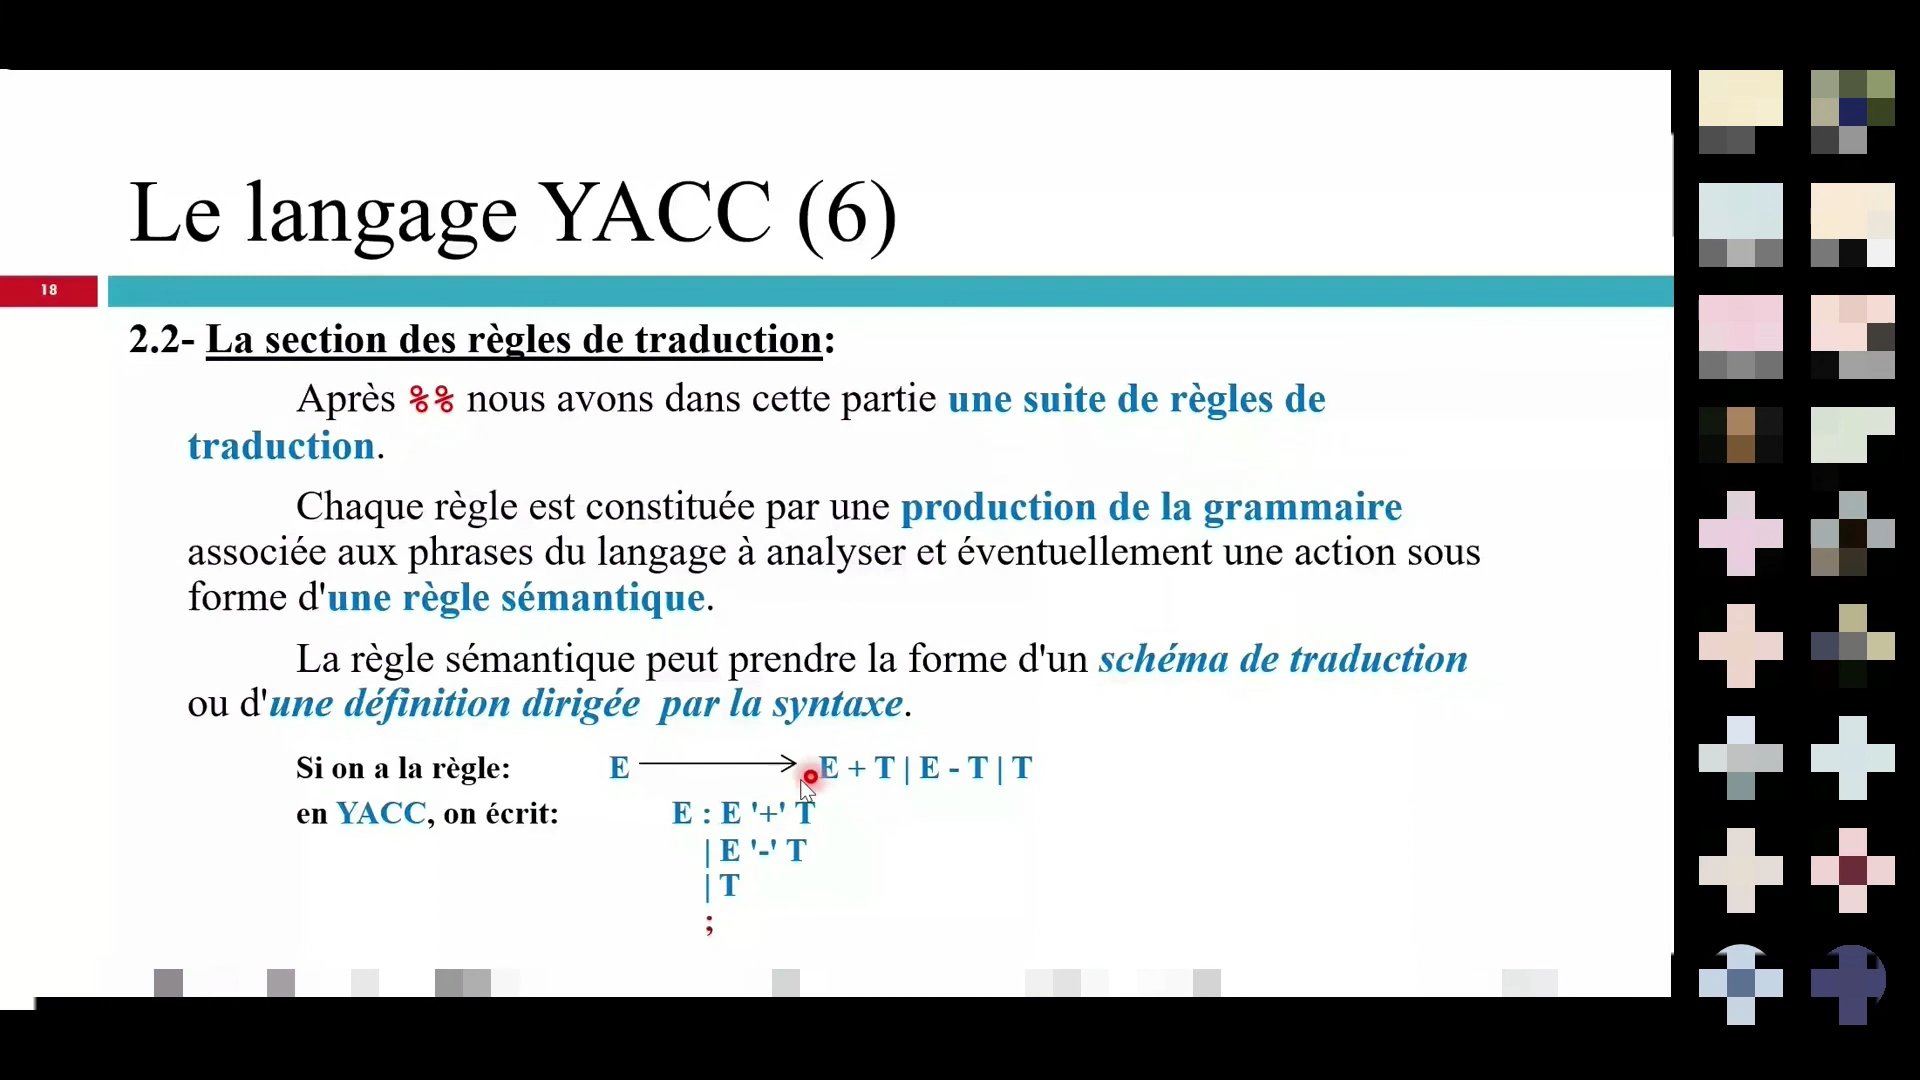 Le langage YACC (6)
18
2.2- La section des règles de traduction:
Après %% nous avons dans cette partie une suite de règles de
traduction.
Chaque règle est constituée par une production de la grammaire
associée aux phrases du langage à analyser et éventuellement une action sous
forme d'une règle sémantique.
La règle sémantique peut prendre la forme d'un schéma de traduction
ou d'une définition dirigée par la syntaxe.
Si on a la règle: E ⟶ E + T | E - T | T
en YACC, on écrit: E : E '+' T
| E '-' T
| T
;